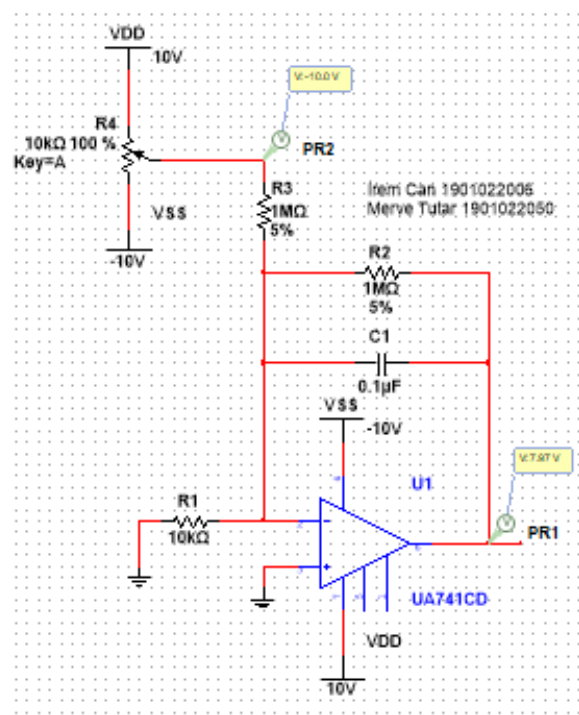 VDD
10V
R4
10kΩ 100 %
Key=A
VSS
-10V
V: -10.0 V
PR2
R3
1MΩ
5%
İrem Can 1901022006
Merve Tutar 1901022050
R2
1MΩ
5%
C1
0.1µF
VSS
-10V
U1
V: 7.97 V
PR1
R1
10kΩ
UA741CD
VDD
10V